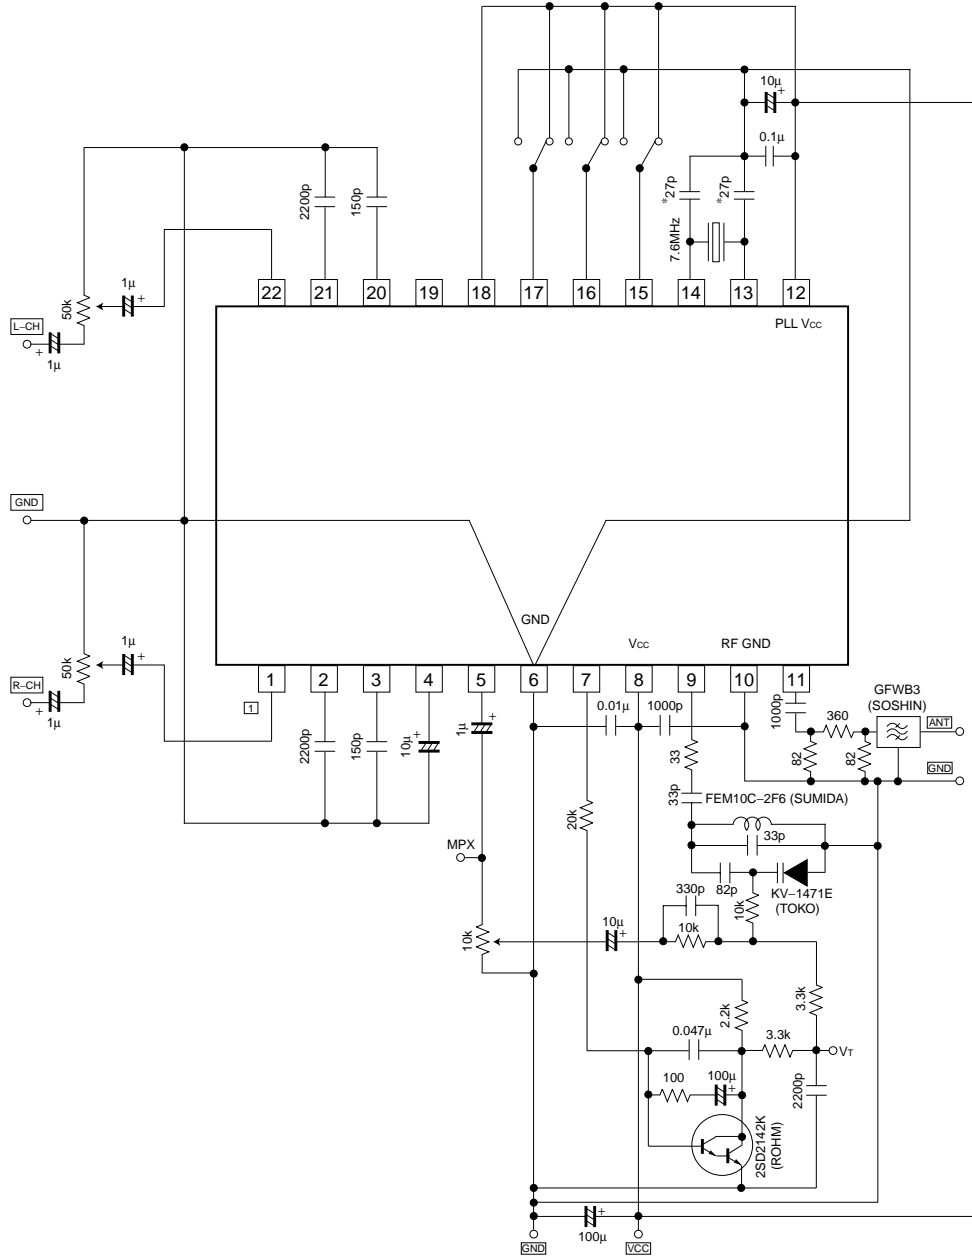 10μ
+
0.1μ
2200p
150p
*27p
*27p
7.6MHz
1μ
+
22
21
20
19
18
17
16
15
14
13
12
50k
PLL Vcc
L–CH
+
1μ
GND
GND
Vcc
RF GND
1μ
+
50k
1
2
3
4
5
6
7
8
9
10
11
R–CH
+
1μ
1
GFWB3
(SOSHIN)
0.01μ
1000p
1000p
360
ANT
2200p
150p
10μ
+
1μ
33
82
82
GND
33p
FEM10C–2F6 (SUMIDA)
20k
33p
MPX
82p
KV–1471E
(TOKO)
330p
10k
10μ
+
10k
10k
3.3k
2.2k
0.047μ
3.3k
VT
100
100μ
+
2200p
2SD2142K
(ROHM)
+
100μ
GND
VCC